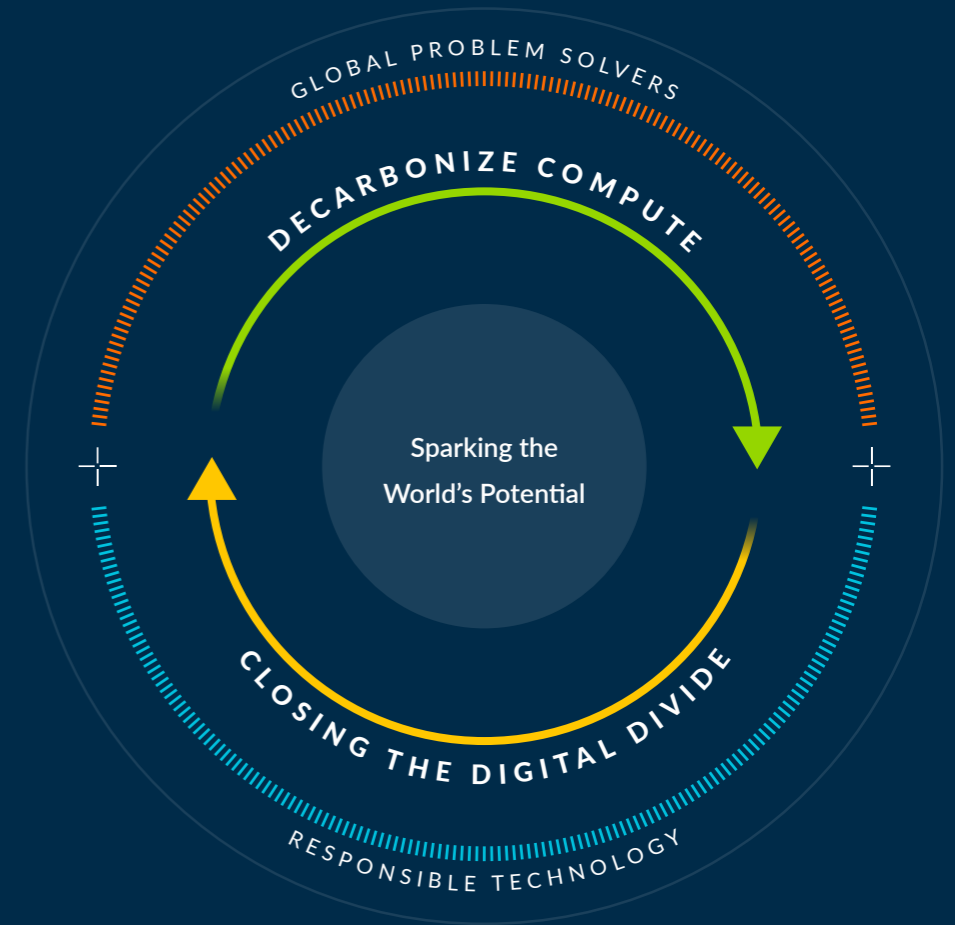 GLOBAL PROBLEM SOLVERS
DECARBONIZE COMPUTE
Sparking the
World’s Potential
CLOSING THE DIGITAL DIVIDE
RESPONSIBLE TECHNOLOGY